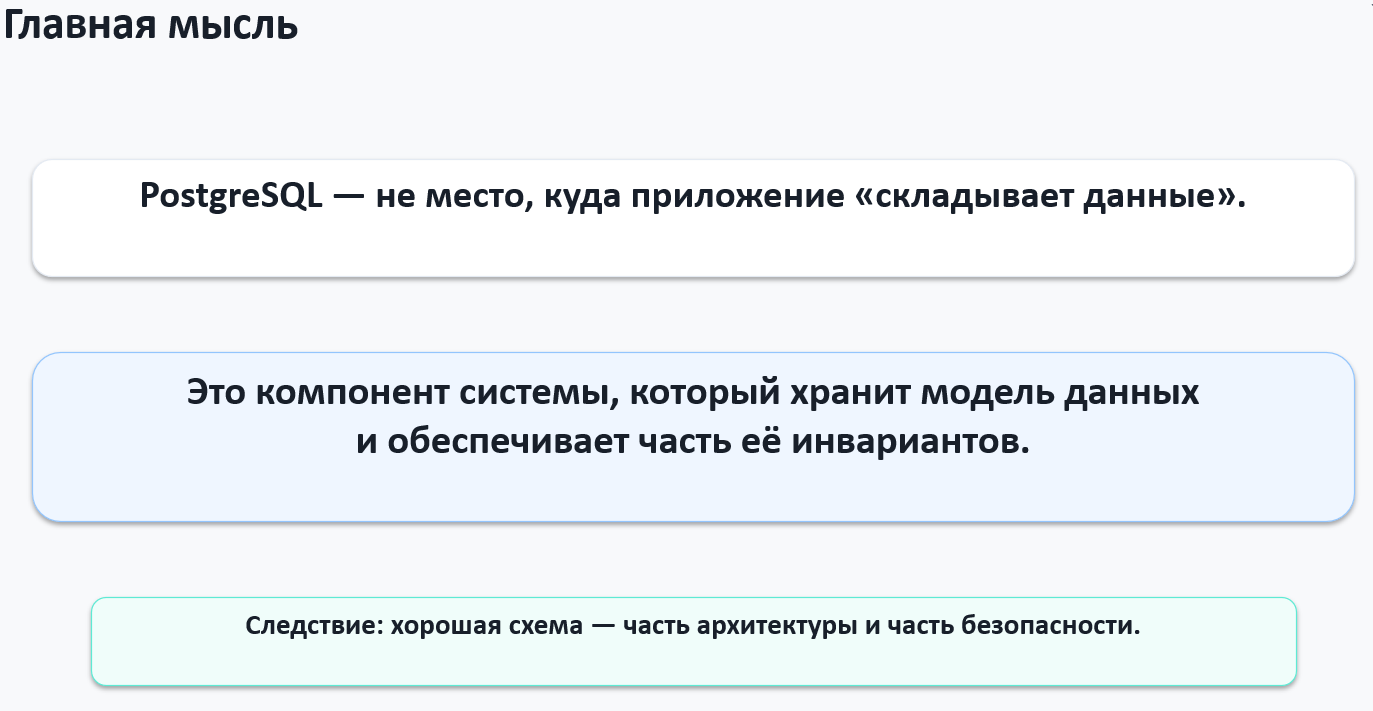 Главная мысль
PostgreSQL — не место, куда приложение «складывает данные».
Это компонент системы, который хранит модель данных
и обеспечивает часть её инвариантов.
Следствие: хорошая схема — часть архитектуры и часть безопасности.